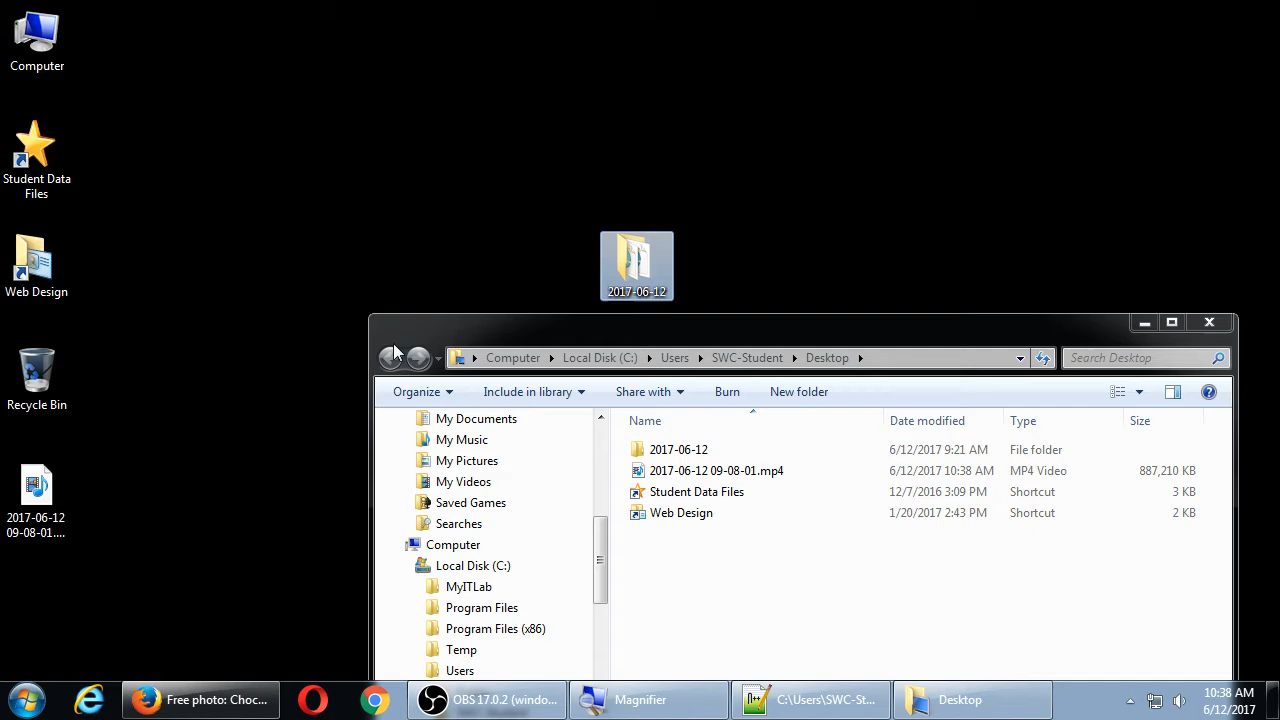 Computer
Student Data
Files
Web Design
Recycle Bin
2017-06-12
09-08-01....
2017-06-12
Computer
Local Disk (C:)
Users
SWC-Student
Desktop
Search Desktop
Organize
Include in library
Share with
Burn
New folder
My Documents
My Music
My Pictures
My Videos
Saved Games
Searches
Computer
Local Disk (C:)
MyITLab
Program Files
Program Files (x86)
Temp
Users
Name Date modified Type Size
2017-06-12 6/12/2017 9:21 AM File folder
2017-06-12 09-08-01.mp4 6/12/2017 10:38 AM MP4 Video 887,210 KB
Student Data Files 12/7/2016 3:09 PM Shortcut 3 KB
Web Design 1/20/2017 2:43 PM Shortcut 2 KB
Free photo: Choc...
OBS 17.0.2 (windo...
Magnifier
C:\Users\SWC-St...
Desktop
10:38 AM
6/12/2017